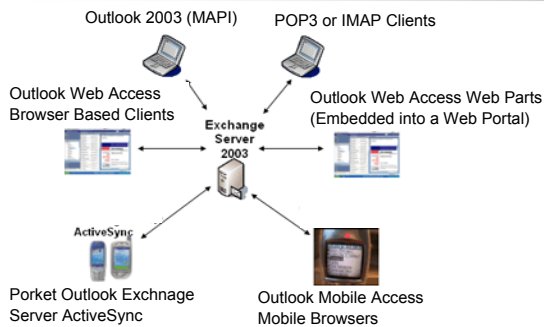 Outlook 2003 (MAPI)
POP3 or IMAP Clients
Outlook Web Access
Browser Based Clients
Outlook Web Access Web Parts
(Embedded into a Web Portal)
Exchange
Server
2003
ActiveSync
Porket Outlook Exchnage
Server ActiveSync
Outlook Mobile Access
Mobile Browsers